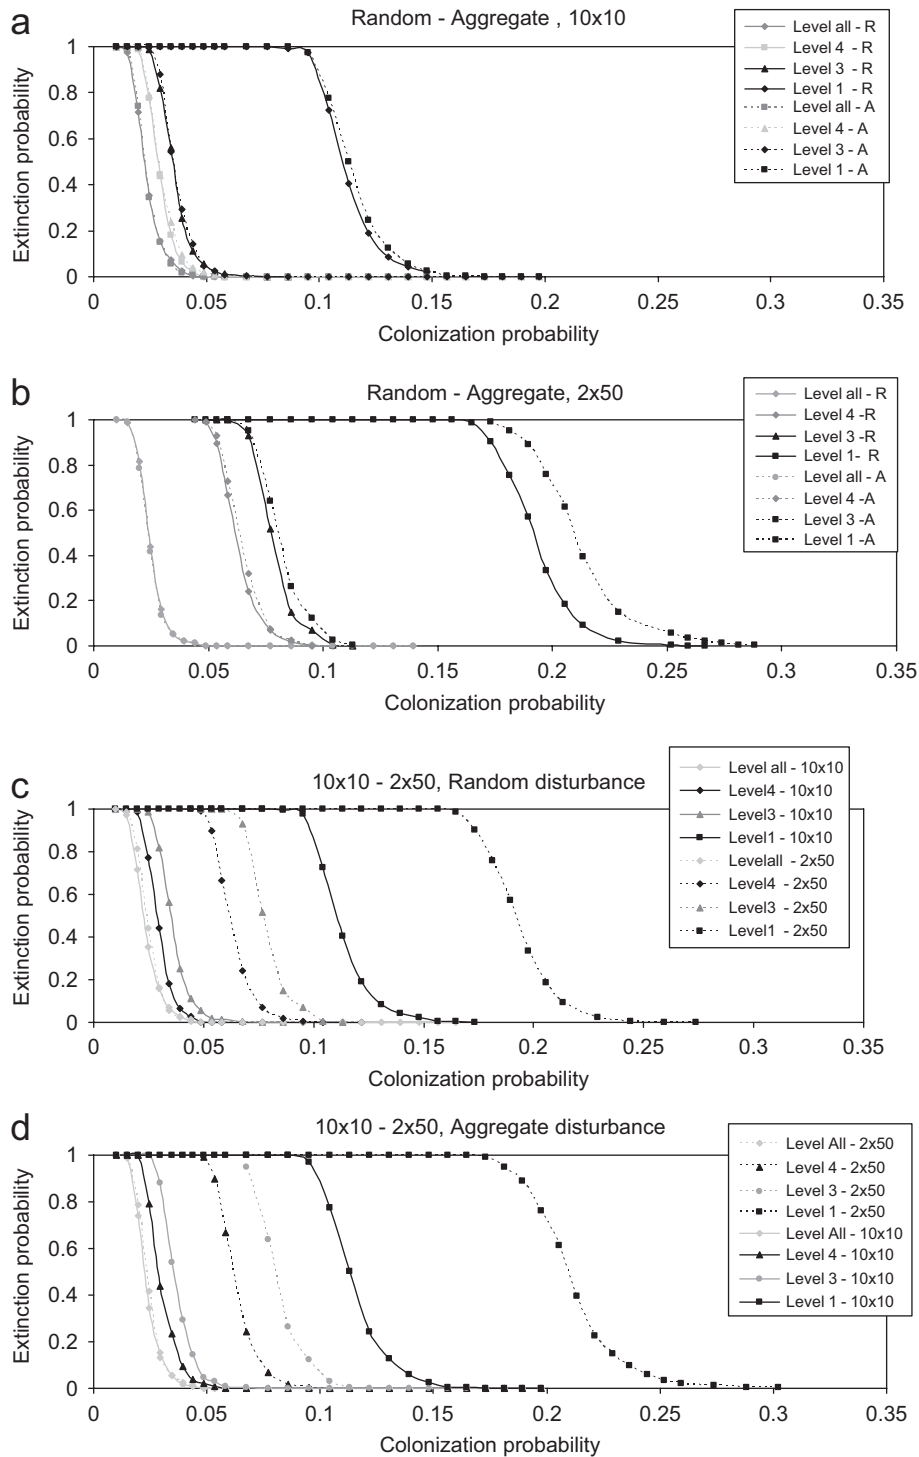 a
Random - Aggregate , 10x10
Extinction probability
1
0.8
0.6
0.4
0.2
0
0 0.05 0.1 0.15 0.2 0.25 0.3 0.35
Colonization probability
Level all - R
Level 4 - R
Level 3 - R
Level 1 - R
Level all - A
Level 4 - A
Level 3 - A
Level 1 - A
b
Random - Aggregate, 2x50
Extinction probability
1
0.8
0.6
0.4
0.2
0
0 0.05 0.1 0.15 0.2 0.25 0.3 0.35
Colonization probability
Level all - R
Level 4 -R
Level 3 -R
Level 1- R
Level all - A
Level 4 -A
Level 3 -A
Level 1 -A
c
10x10 - 2x50, Random disturbance
Extinction probability
1
0.8
0.6
0.4
0.2
0
0 0.05 0.1 0.15 0.2 0.25 0.3 0.35
Colonization probability
Level all - 10x10
Level4 - 10x10
Level3 - 10x10
Level1 - 10x10
Levelall - 2x50
Level4 - 2x50
Level3 - 2x50
Level1 - 2x50
d
10x10 - 2x50, Aggregate disturbance
Extinction probability
1
0.8
0.6
0.4
0.2
0
0 0.05 0.1 0.15 0.2 0.25 0.3 0.35
Colonization probability
Level All - 2x50
Level 4 - 2x50
Level 3 - 2x50
Level 1 - 2x50
Level All - 10x10
Level 4 - 10x10
Level 3 - 10x10
Level 1 - 10x10